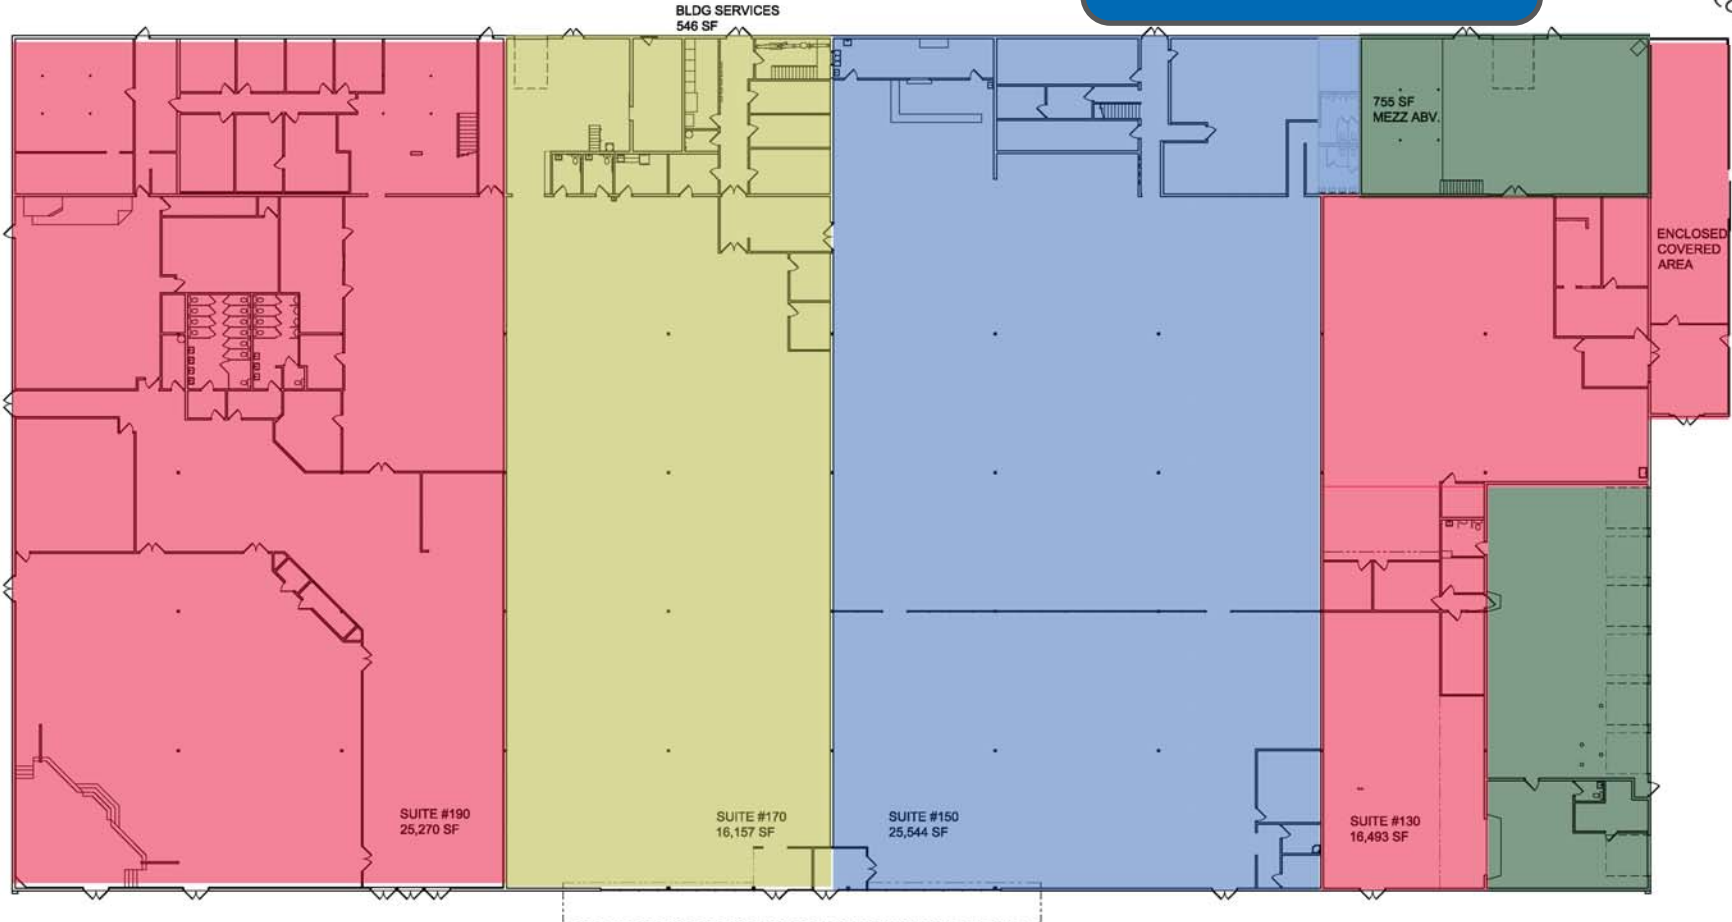 BLDG SERVICES
546 SF
755 SF
MEZZ ABV.
ENCLOSED
COVERED
AREA
SUITE #190
25,270 SF
SUITE #170
16,157 SF
SUITE #150
25,544 SF
SUITE #130
16,493 SF